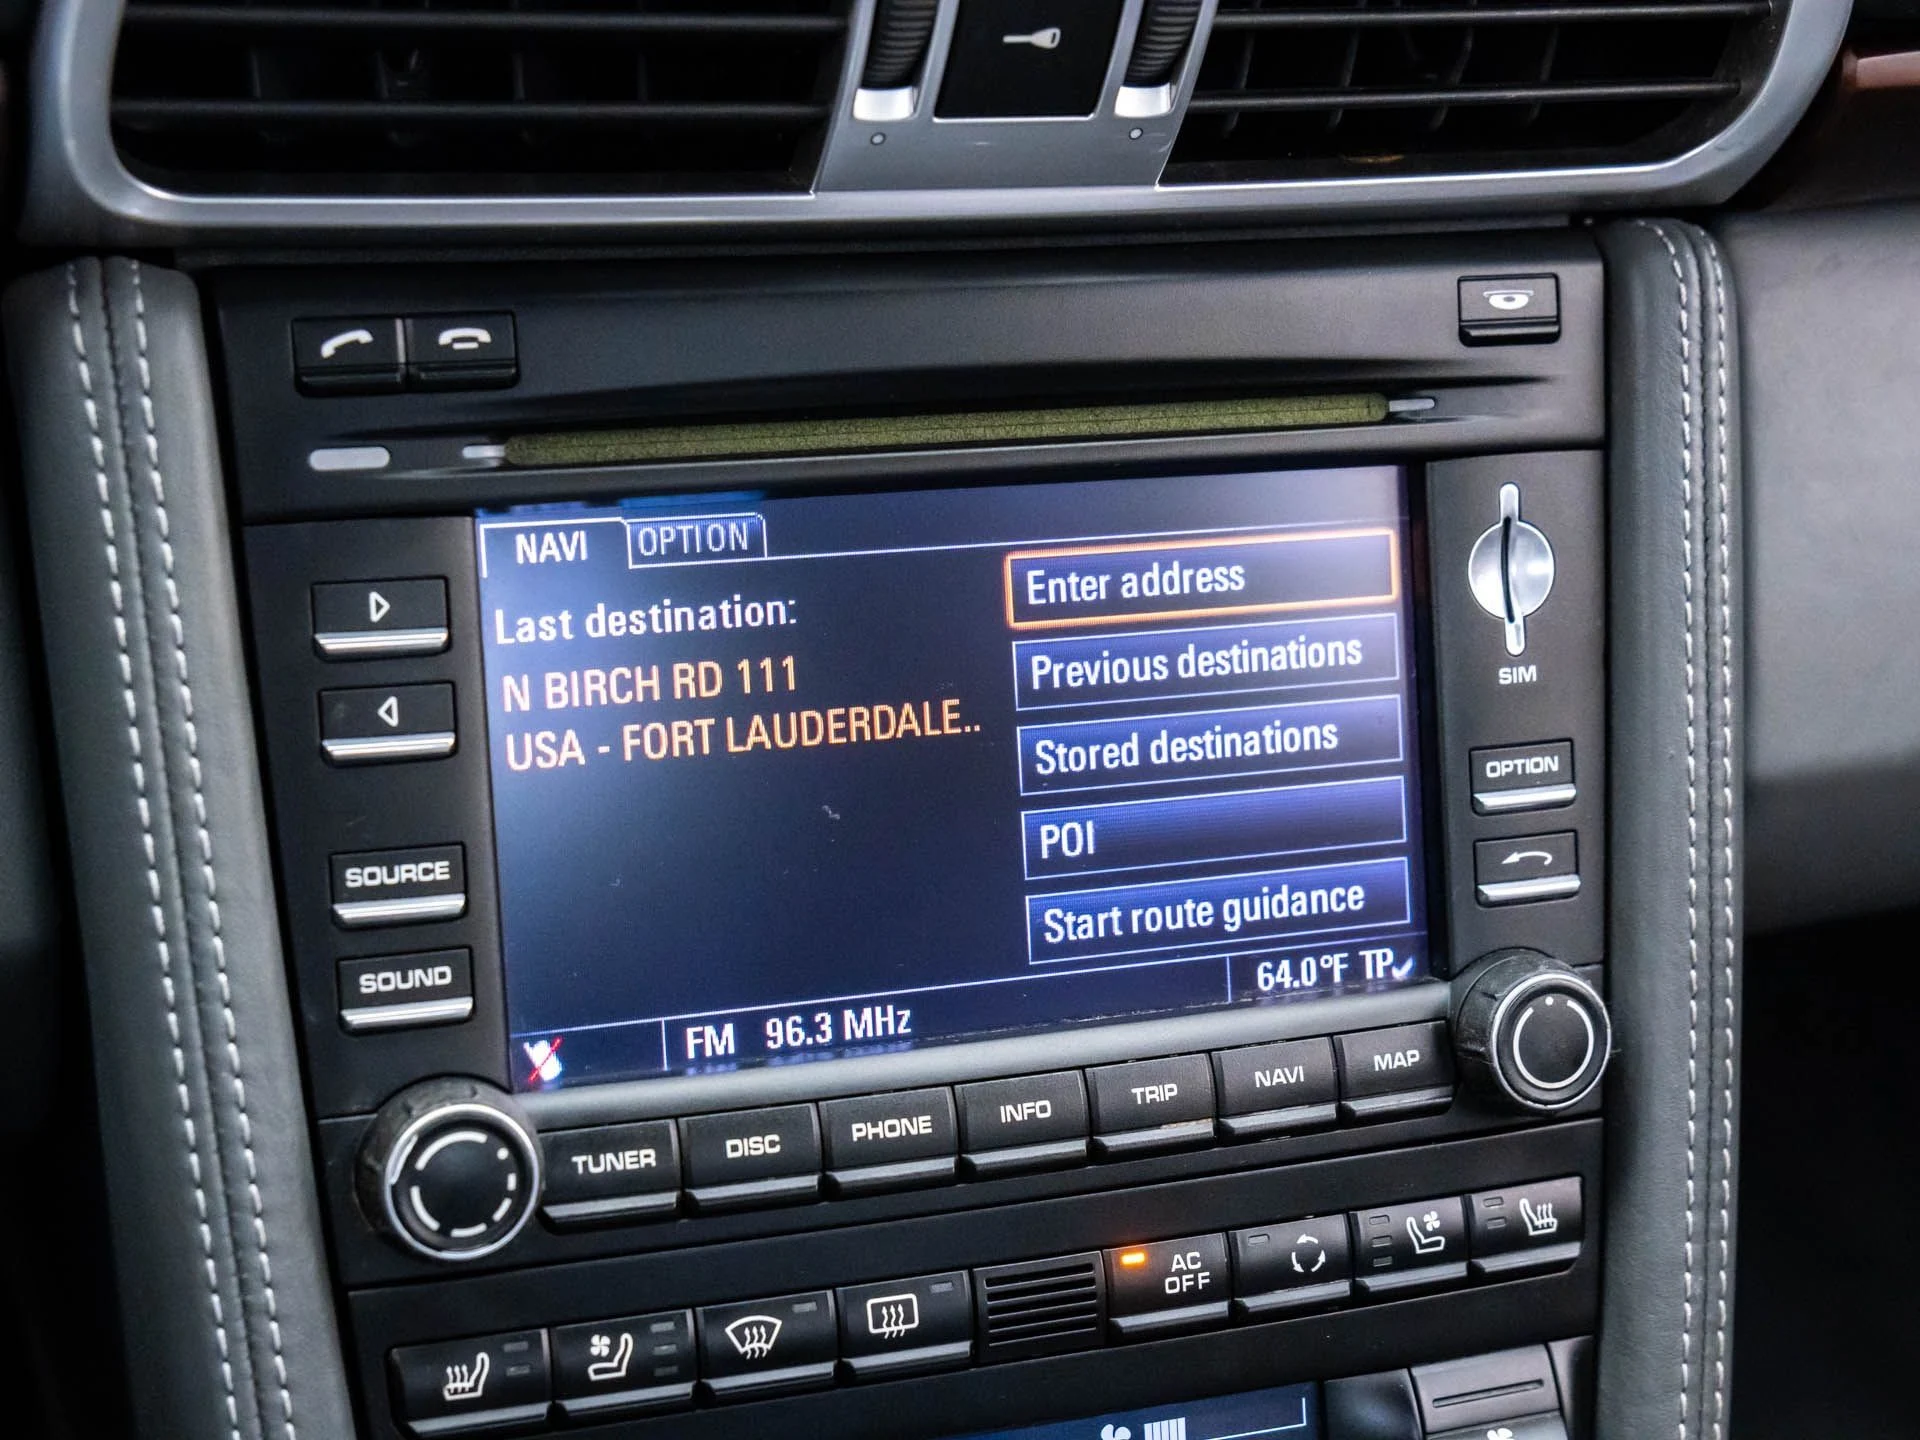 NAVI OPTION
Last destination:
N BIRCH RD 111
USA - FORT LAUDERDALE..
Enter address
Previous destinations
Stored destinations
POI
Start route guidance
FM 96.3 MHz
64.0°F TP
SIM
OPTION
SOURCE
SOUND
TUNER DISC PHONE INFO TRIP NAVI MAP
AC
OFF